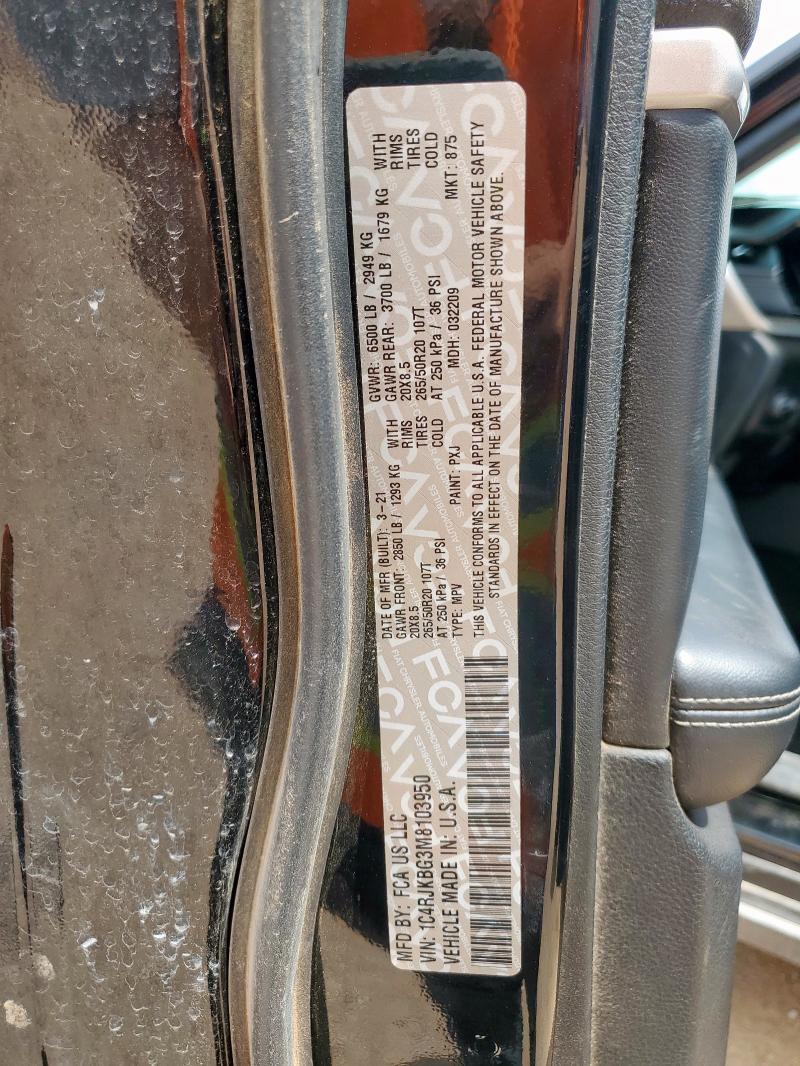 MFD BY: FCA US LLC
DATE OF MFR (BUILT): 3-21
GVWR: 6500 LB / 2949 KG
GAWR FRONT: 2850 LB / 1293 KG WITH
GAWR REAR: 3700 LB / 1679 KG WITH
20X8.5 RIMS
20X8.5 RIMS
265/50R20 107T TIRES
265/50R20 107T TIRES
AT 250 kPa / 36 PSI COLD
AT 250 kPa / 36 PSI COLD
VIN: 1C4RJKBG3M8103950
TYPE: MPV
PAINT: PXJ
MDH: 032209
MKT: 875
VEHICLE MADE IN: U.S.A.
THIS VEHICLE CONFORMS TO ALL APPLICABLE U.S.A. FEDERAL MOTOR VEHICLE SAFETY
STANDARDS IN EFFECT ON THE DATE OF MANUFACTURE SHOWN ABOVE.